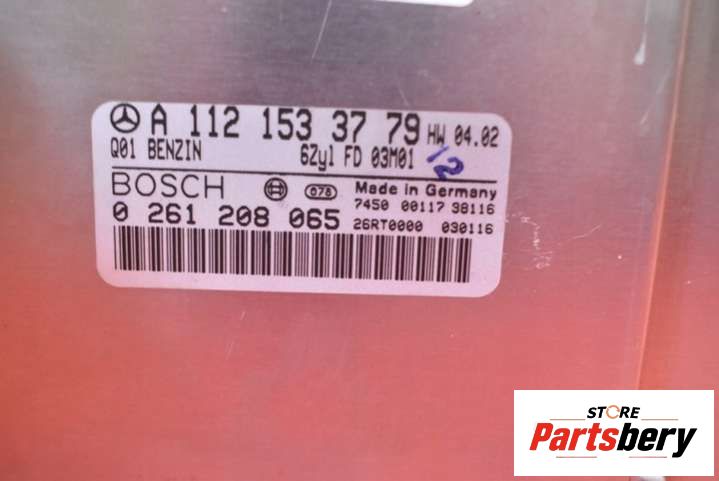 A 112 153 37 79 HW 04.02
Q01 BENZIN 6Zyl FD 03M01 12
BOSCH 078 Made in Germany
7450 00117 38116
0 261 208 065 26RT0000 030116
STORE
Partsbery